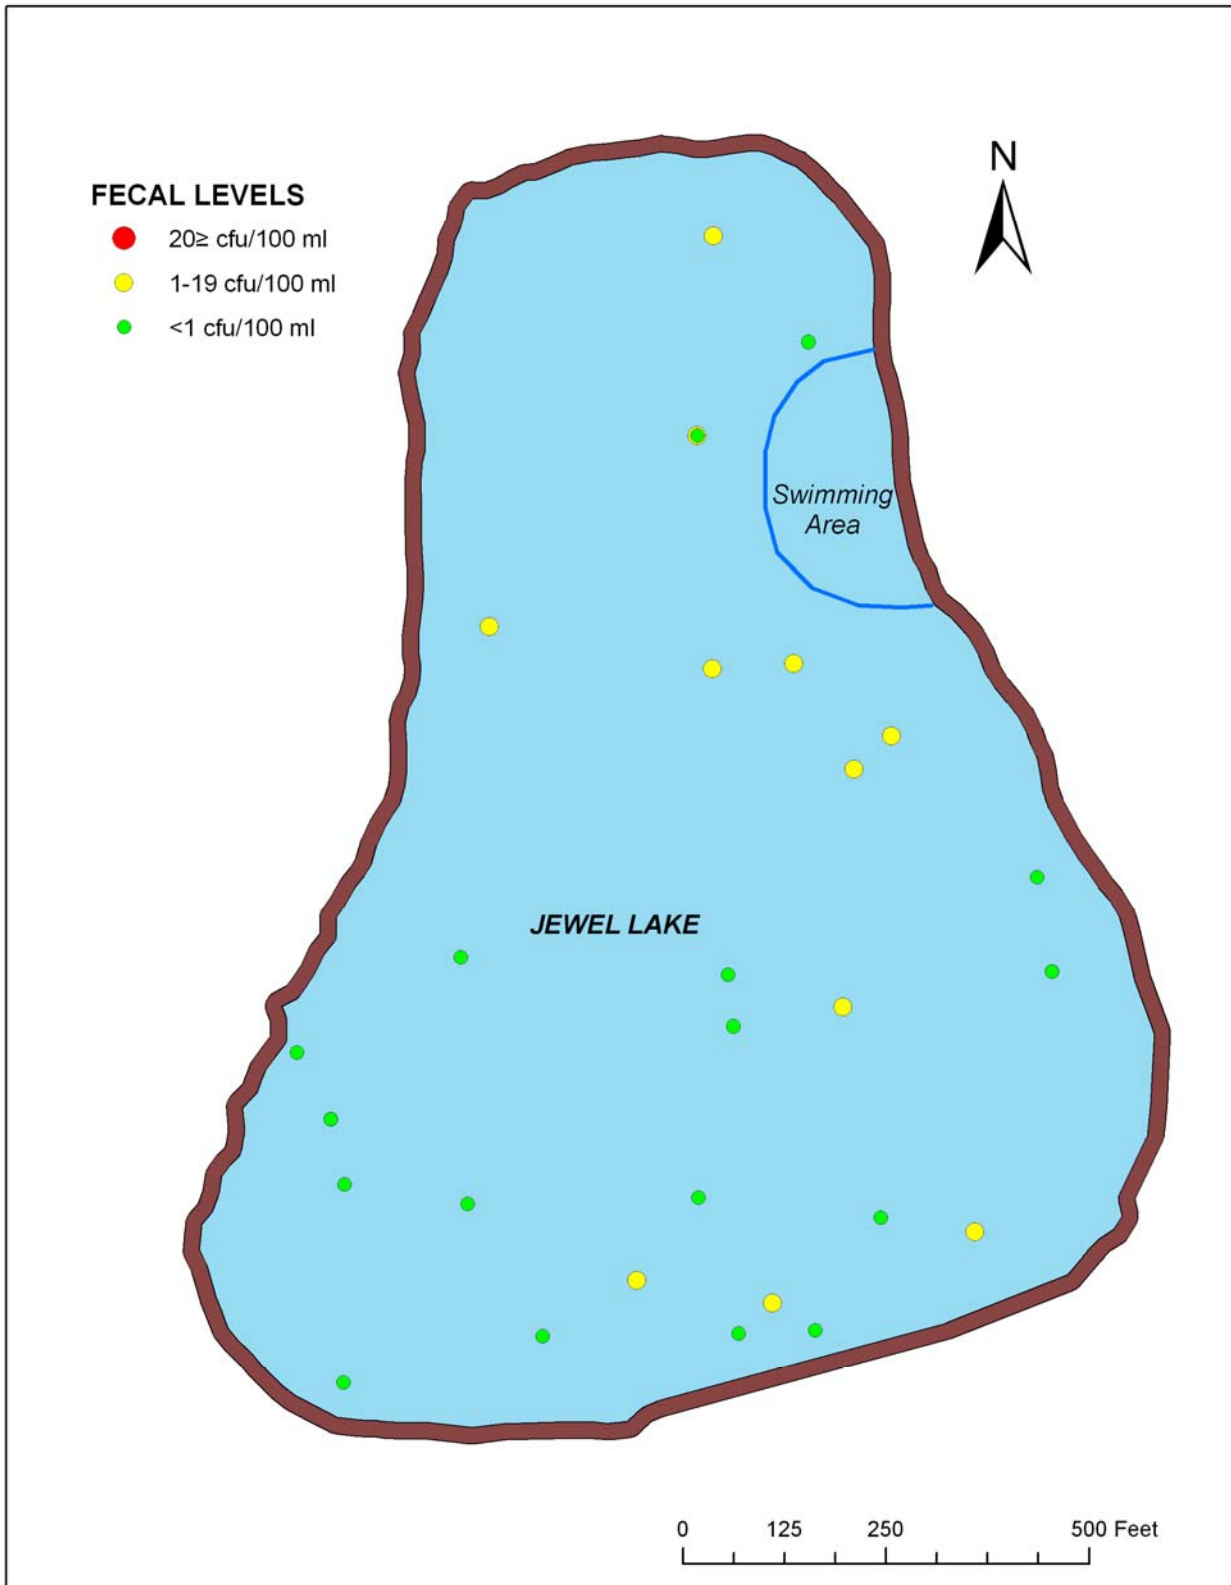 N
FECAL LEVELS
20≥ cfu/100 ml
1-19 cfu/100 ml
<1 cfu/100 ml
Swimming
Area
JEWEL LAKE
0 125 250 500 Feet